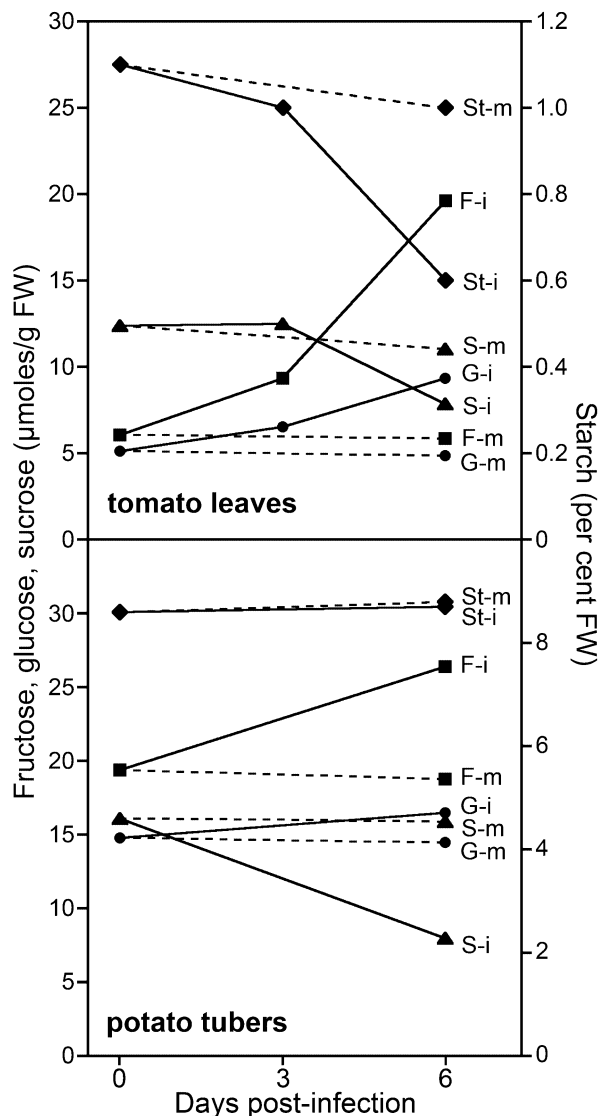 30
25
20
15
10
5
0
1.2
1.0
0.8
0.6
0.4
0.2
0
St-m
F-i
St-i
S-m
G-i
S-i
F-m
G-m
tomato leaves
30
25
20
15
10
5
0
8
6
4
2
0
St-m
St-i
F-i
F-m
G-i
S-m
G-m
S-i
potato tubers
0 3 6
Days post-infection
Fructose, glucose, sucrose (μmoles/g FW)
Starch (per cent FW)